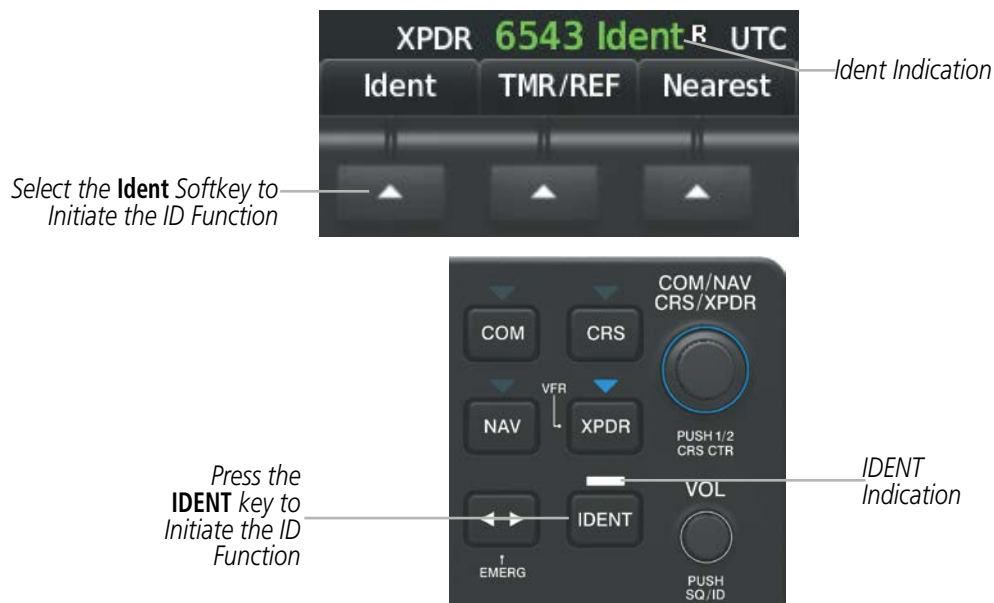 XPDR 6543 Ident R UTC
Ident Indication
Ident TMR/REF Nearest
Select the Ident Softkey to
Initiate the ID Function
COM/NAV
CRS/XPDR
COM CRS
VFR
NAV XPDR
PUSH 1/2
CRS CTR
Press the
IDENT key to
Initiate the ID
Function
IDENT
Indication
VOL
IDENT
EMERG
PUSH
SQ/ID